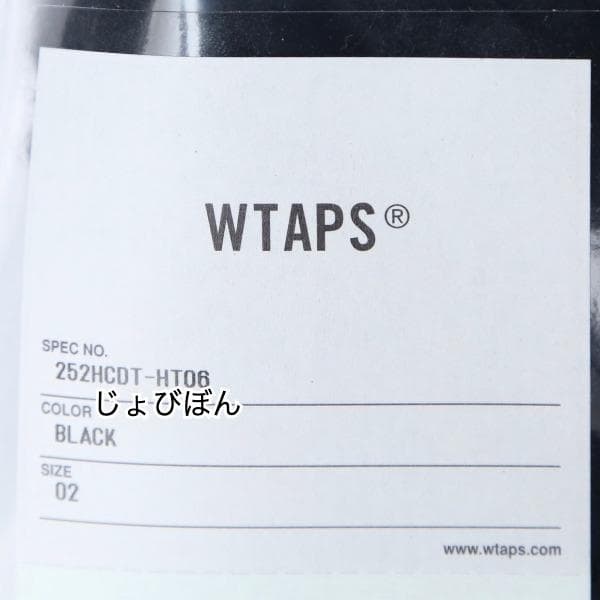 WTAPS®
SPEC NO.
252HCDT-HT06
COLOR
じょびぼん
BLACK
SIZE
02
www.wtaps.com